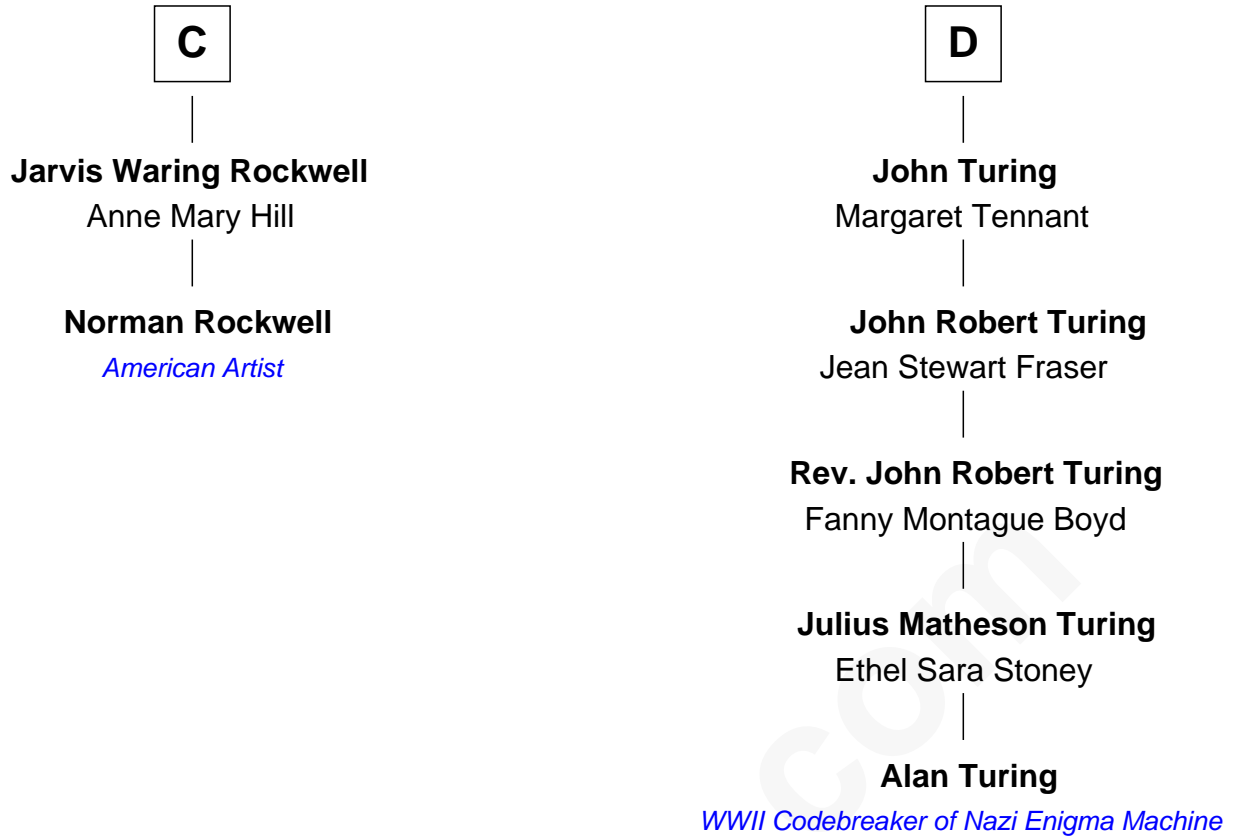 C
Jarvis Waring Rockwell
Anne Mary Hill
Norman Rockwell
American Artist
D
John Turing
Margaret Tennant
John Robert Turing
Jean Stewart Fraser
Rev. John Robert Turing
Fanny Montague Boyd
Julius Matheson Turing
Ethel Sara Stoney
Alan Turing
WWII Codebreaker of Nazi Enigma Machine
com